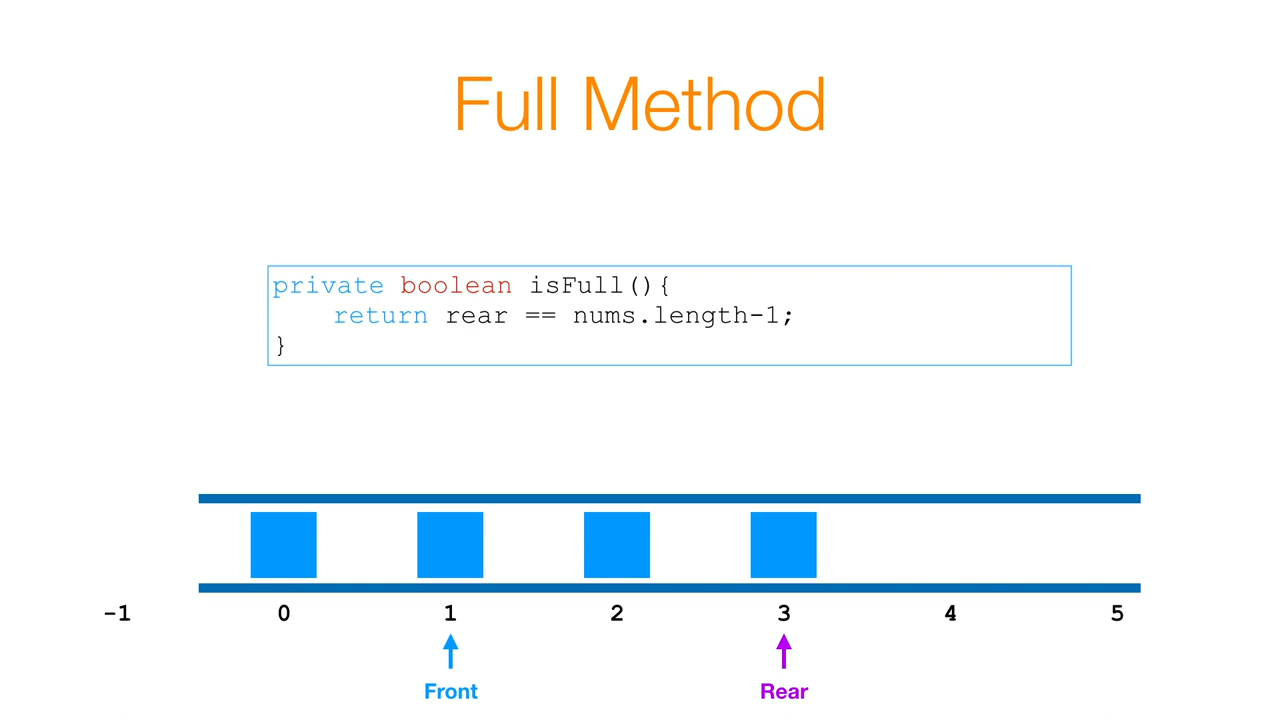 Full Method
private boolean isFull(){
return rear == nums.length-1;
}
-1 0 1 2 3 4 5
Front Rear